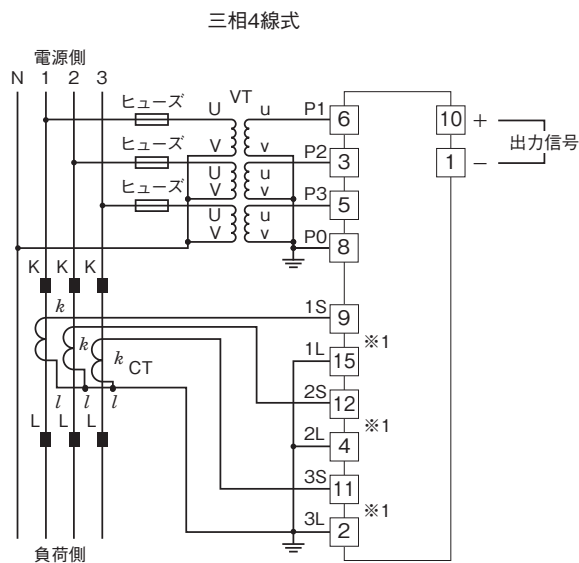 三相4線式
電源側
N 1 2 3
ヒューズ U VT u P1 6 10 +
出力信号
V v P2 3 1 −
ヒューズ U u
V v P3 5
ヒューズ U u
V v P0 8
K K K
k 1S 9
※1
k 1L 15
k CT 2S 12
※1
l l l
L L L 2L 4
3S 11
※1
3L 2
負荷側